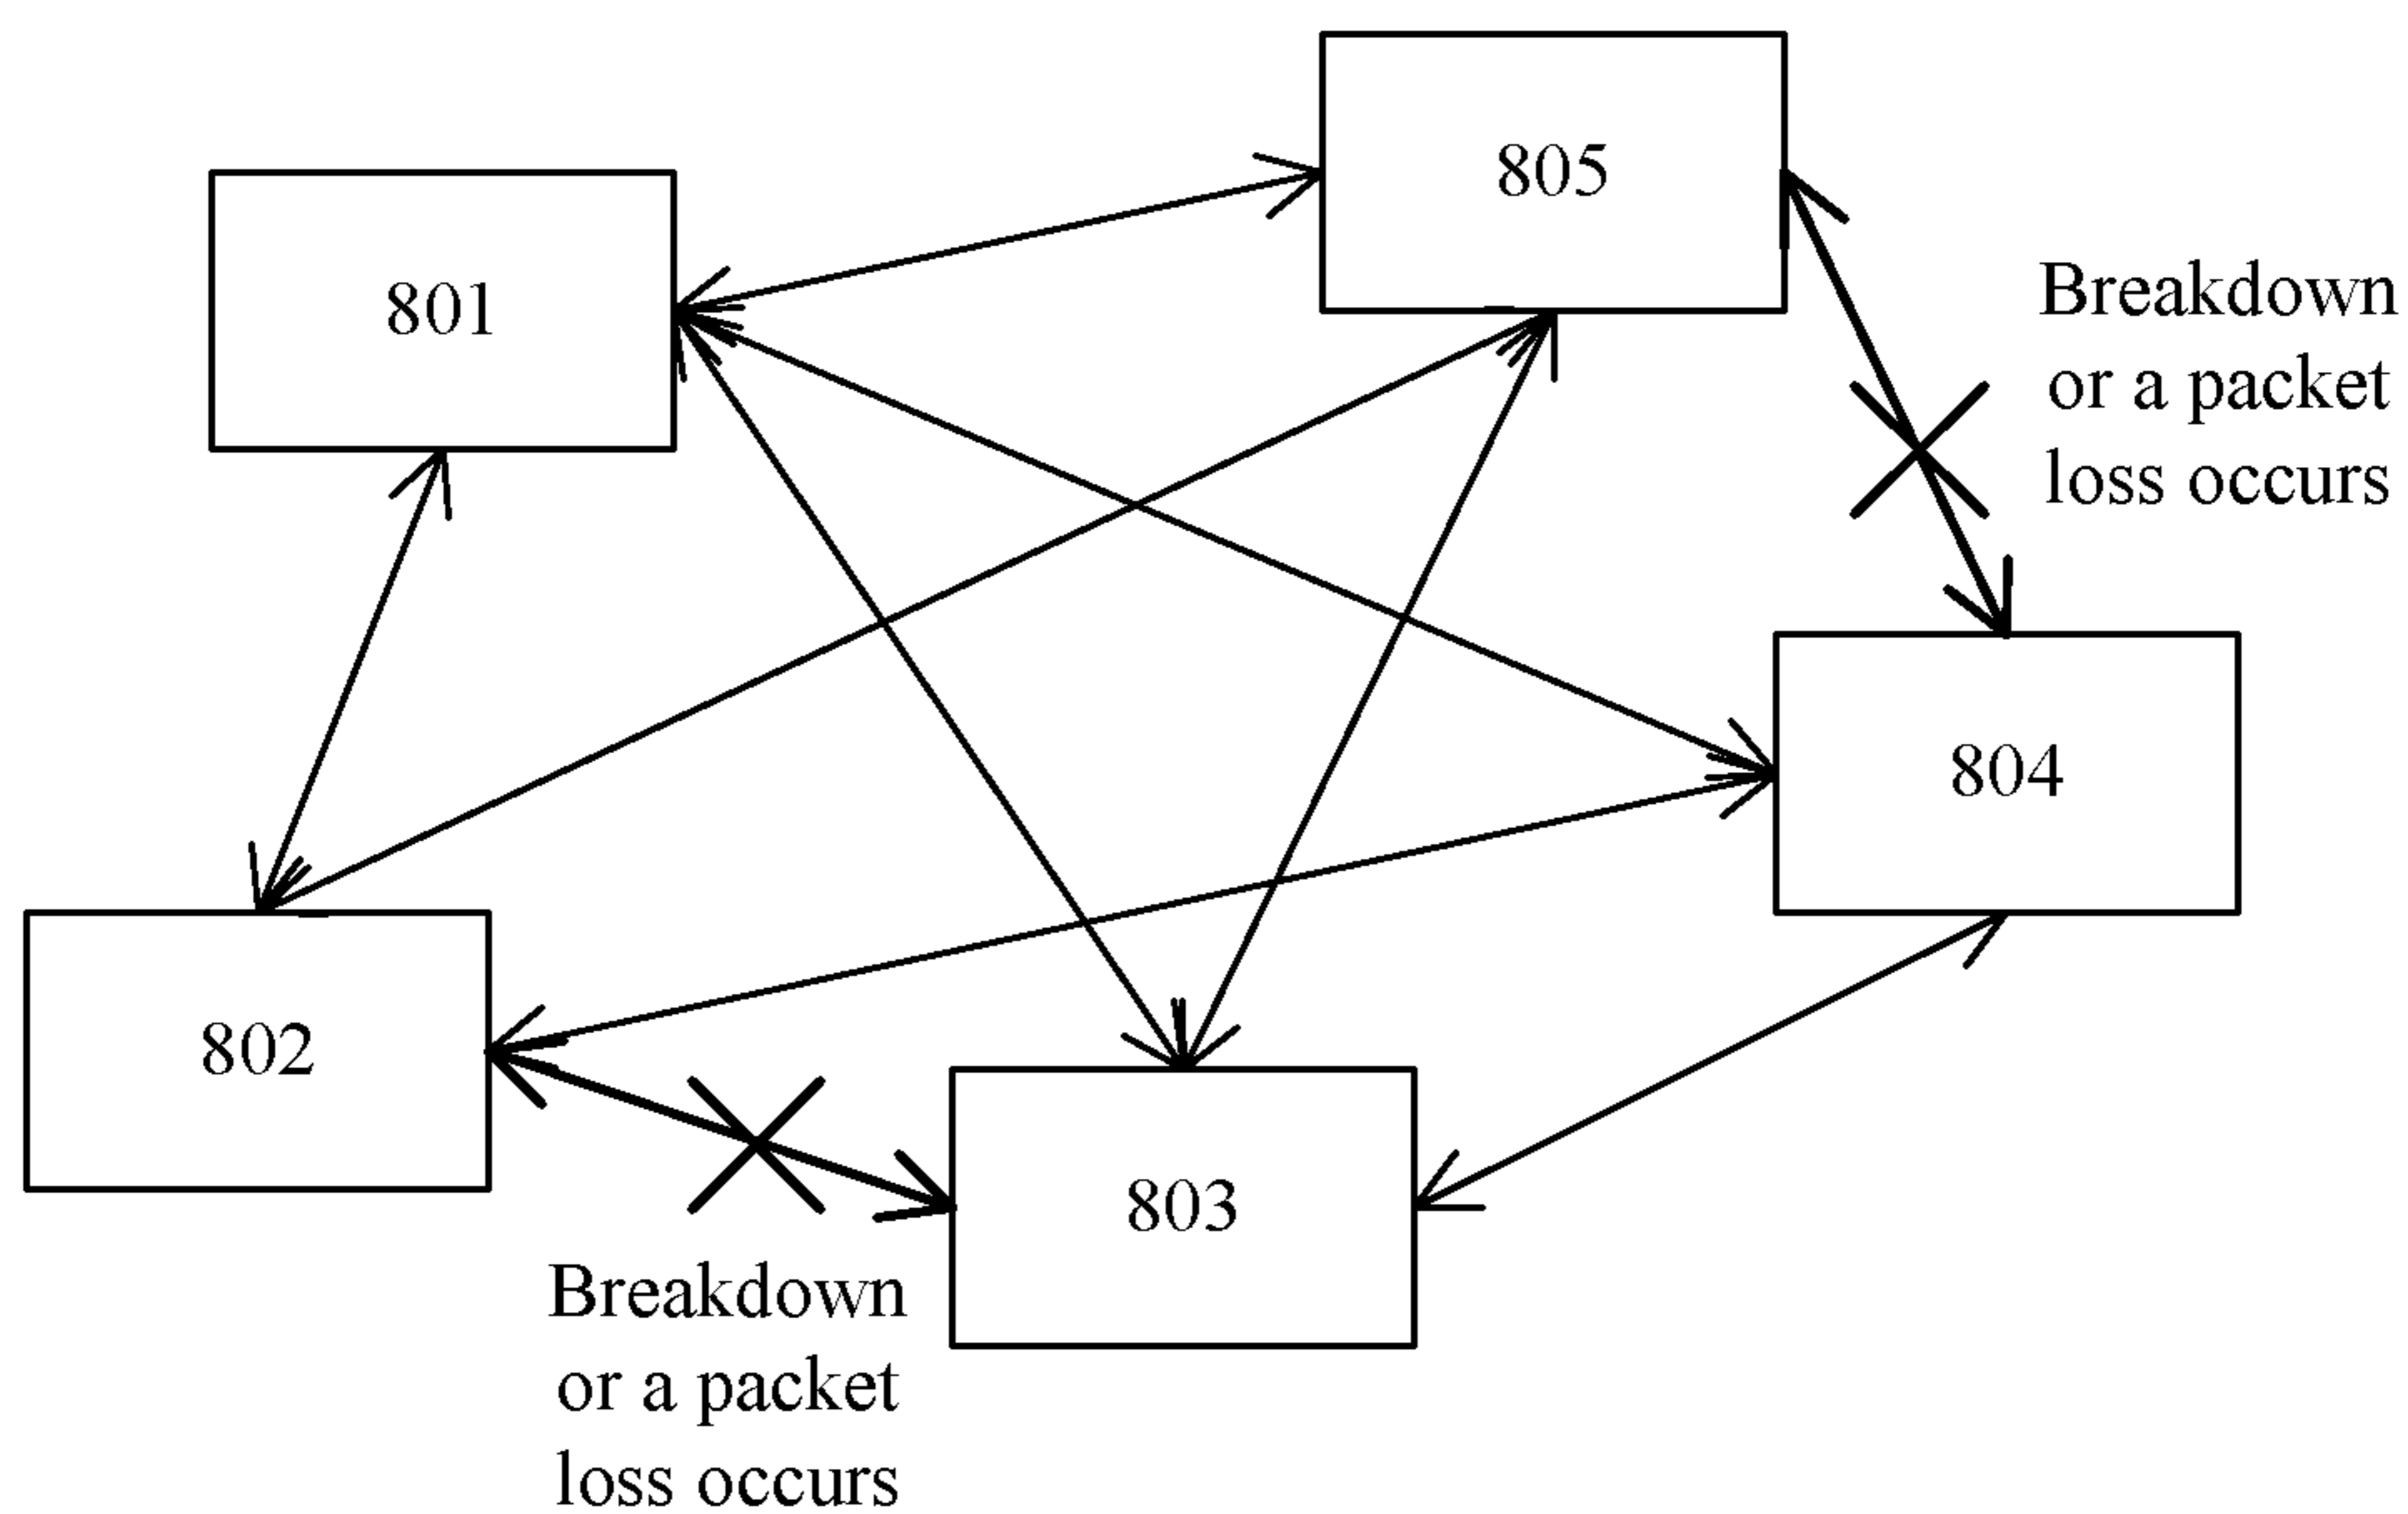 805
801
Breakdown
or a packet
loss occurs
804
802
803
Breakdown
or a packet
loss occurs